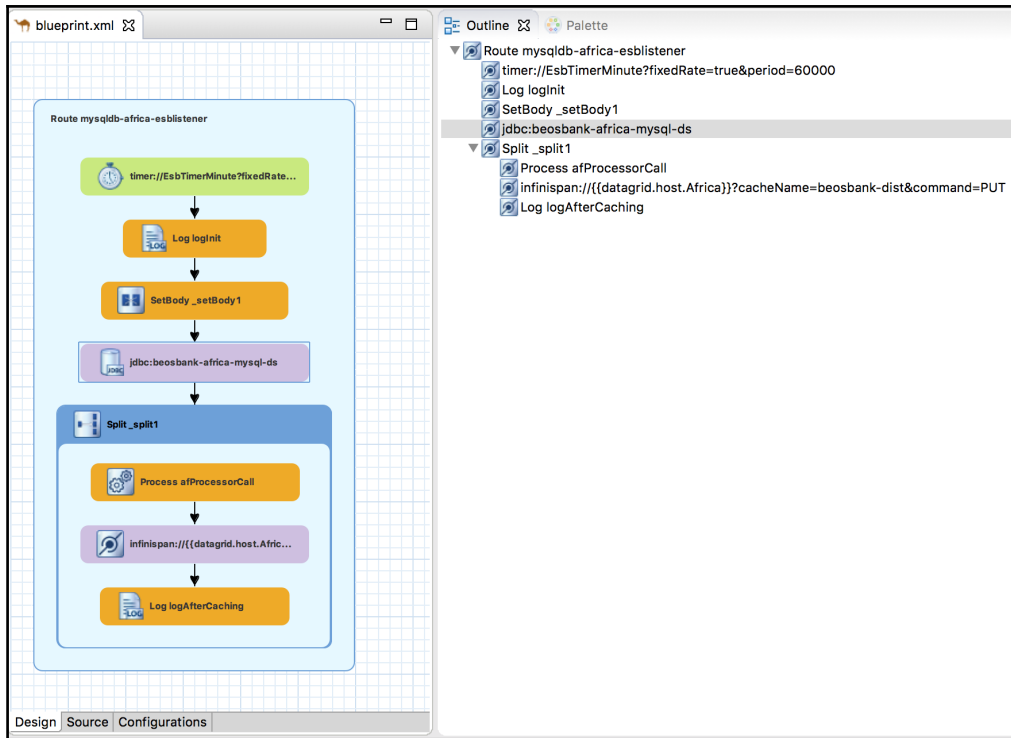 blueprint.xml
Route mysqldb-africa-esblistener
timer://EsbTimerMinute?fixedRate...
LOG
Log logInit
SetBody _setBody1
JDBC
jdbc:beosbank-africa-mysql-ds
Split _split1
Process afProcessorCall
infinispan://{{datagrid.host.Afric...
LOG
Log logAfterCaching
Design Source Configurations
Outline Palette
Route mysqldb-africa-esblistener
timer://EsbTimerMinute?fixedRate=true&period=60000
Log logInit
SetBody _setBody1
jdbc:beosbank-africa-mysql-ds
Split _split1
Process afProcessorCall
infinispan://{{datagrid.host.Africa}}?cacheName=beosbank-dist&command=PUT
Log logAfterCaching